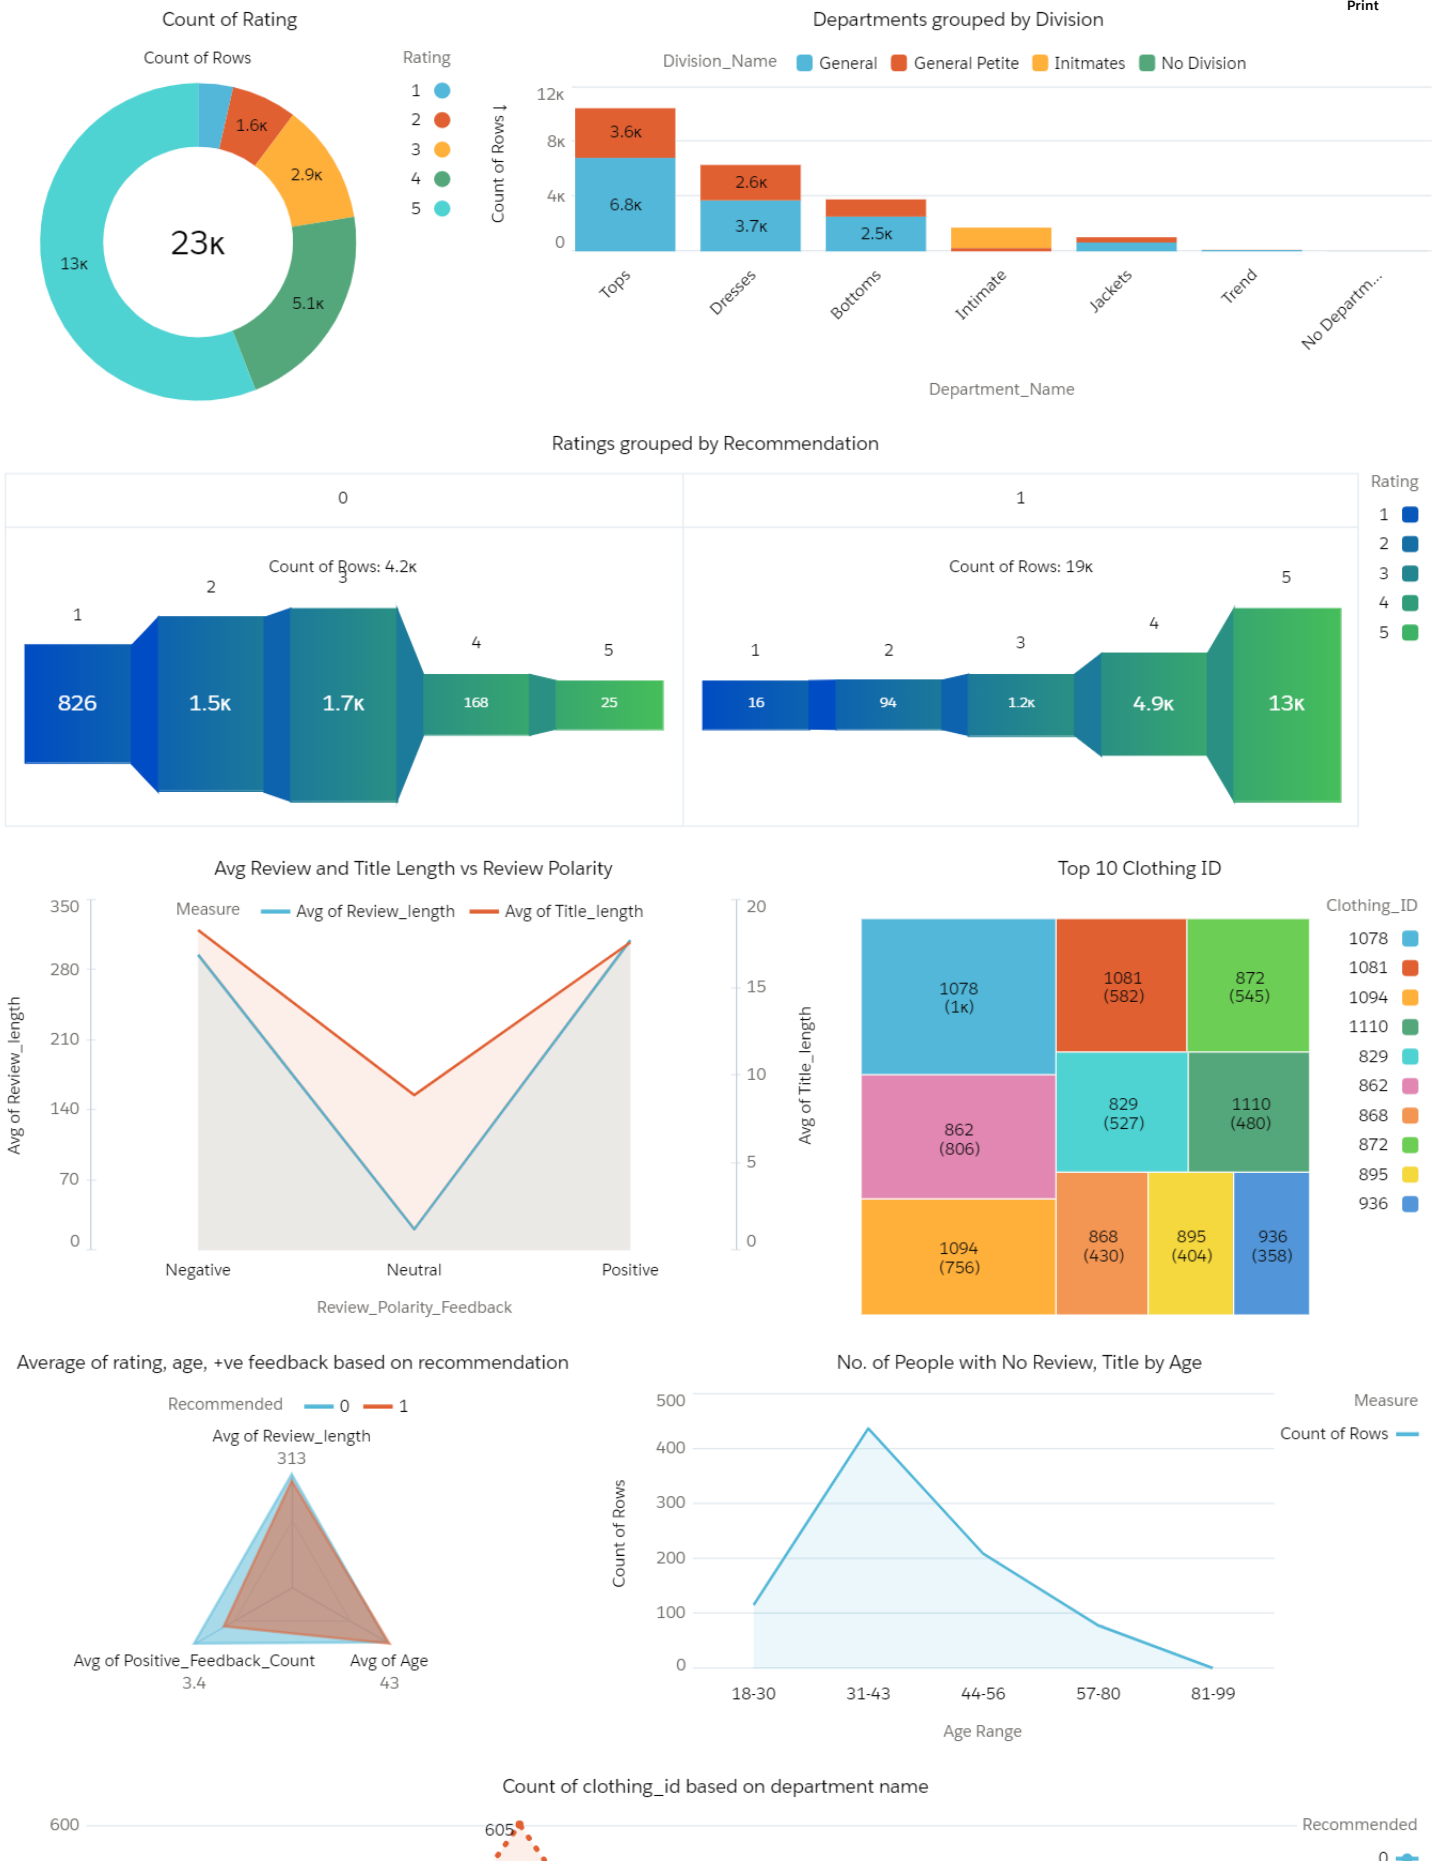 Print
Count of Rating
Count of Rows
Rating
1
2
3
4
5
1.6K
2.9K
5.1K
13K
23K
Departments grouped by Division
Division_Name General General Petite Initmates No Division
Count of Rows ↓
12K
8K
4K
0
3.6K
6.8K
2.6K
3.7K
2.5K
Tops
Dresses
Bottoms
Intimate
Jackets
Trend
No Departm...
Department_Name
Ratings grouped by Recommendation
0
1
Count of Rows: 4.2K
1
2
3
4
5
826
1.5K
1.7K
168
25
Count of Rows: 19K
1
2
3
4
5
16
94
1.2K
4.9K
13K
Rating
1
2
3
4
5
Avg Review and Title Length vs Review Polarity
Measure Avg of Review_length Avg of Title_length
Avg of Review_length
350
280
210
140
70
0
20
15
10
5
0
Avg of Title_length
Negative
Neutral
Positive
Review_Polarity_Feedback
Top 10 Clothing ID
1078
(1K)
1081
(582)
872
(545)
862
(806)
829
(527)
1110
(480)
1094
(756)
868
(430)
895
(404)
936
(358)
Clothing_ID
1078
1081
1094
1110
829
862
868
872
895
936
Average of rating, age, +ve feedback based on recommendation
Recommended 0 1
Avg of Review_length
313
Avg of Positive_Feedback_Count
3.4
Avg of Age
43
No. of People with No Review, Title by Age
Measure
Count of Rows
Count of Rows
500
400
300
200
100
0
18-30
31-43
44-56
57-80
81-99
Age Range
Count of clothing_id based on department name
600
605
Recommended
0